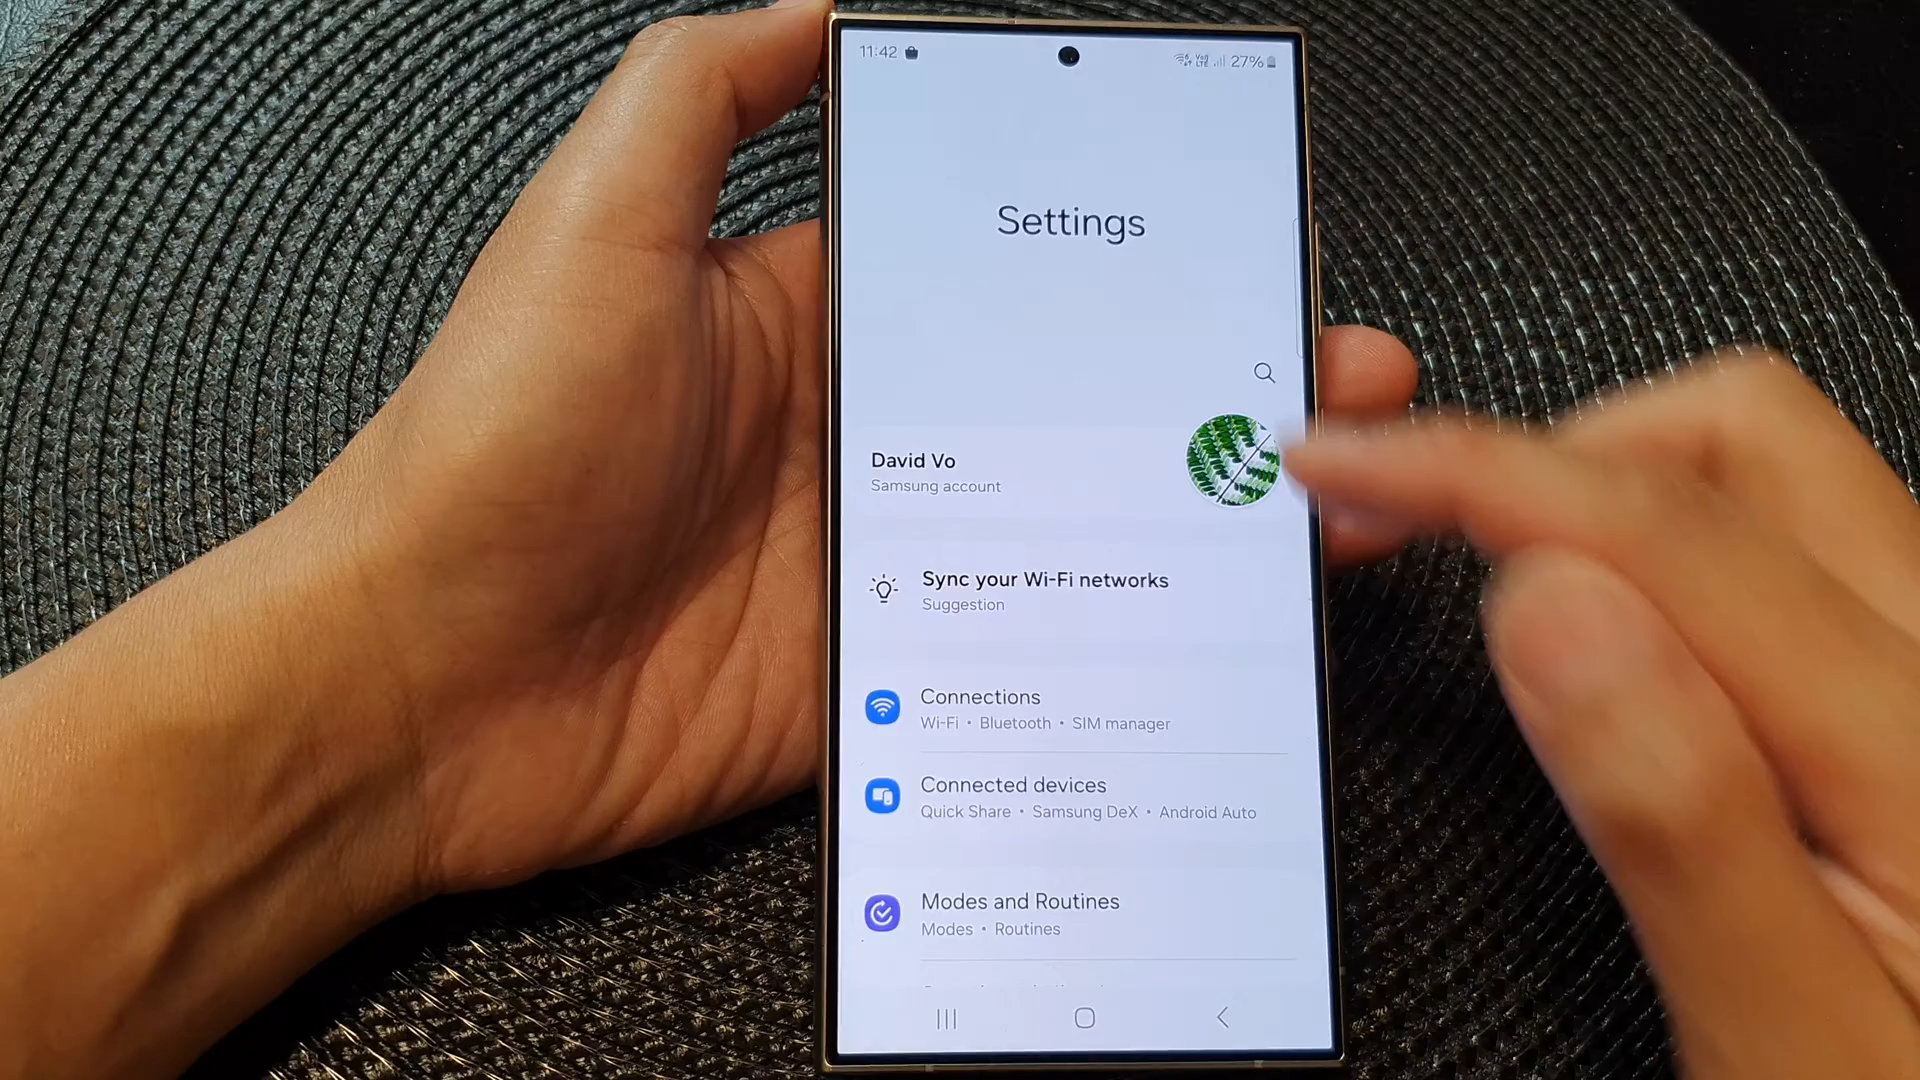 11:42
27%
Settings
David Vo
Samsung account
Sync your Wi-Fi networks
Suggestion
Connections
Wi-Fi • Bluetooth • SIM manager
Connected devices
Quick Share • Samsung DeX • Android Auto
Modes and Routines
Modes • Routines